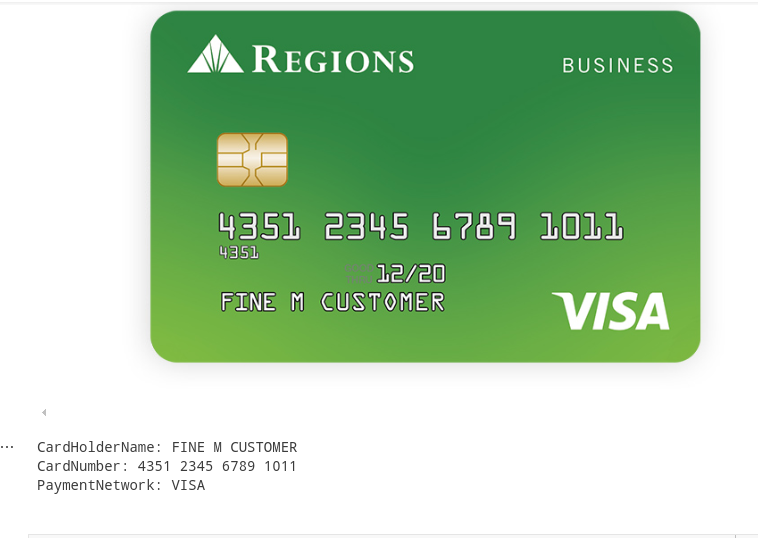 REGIONS
BUSINESS
4351 2345 6789 1011
4351
12/20
FINE M CUSTOMER
VISA
CardHolderName: FINE M CUSTOMER
CardNumber: 4351 2345 6789 1011
PaymentNetwork: VISA